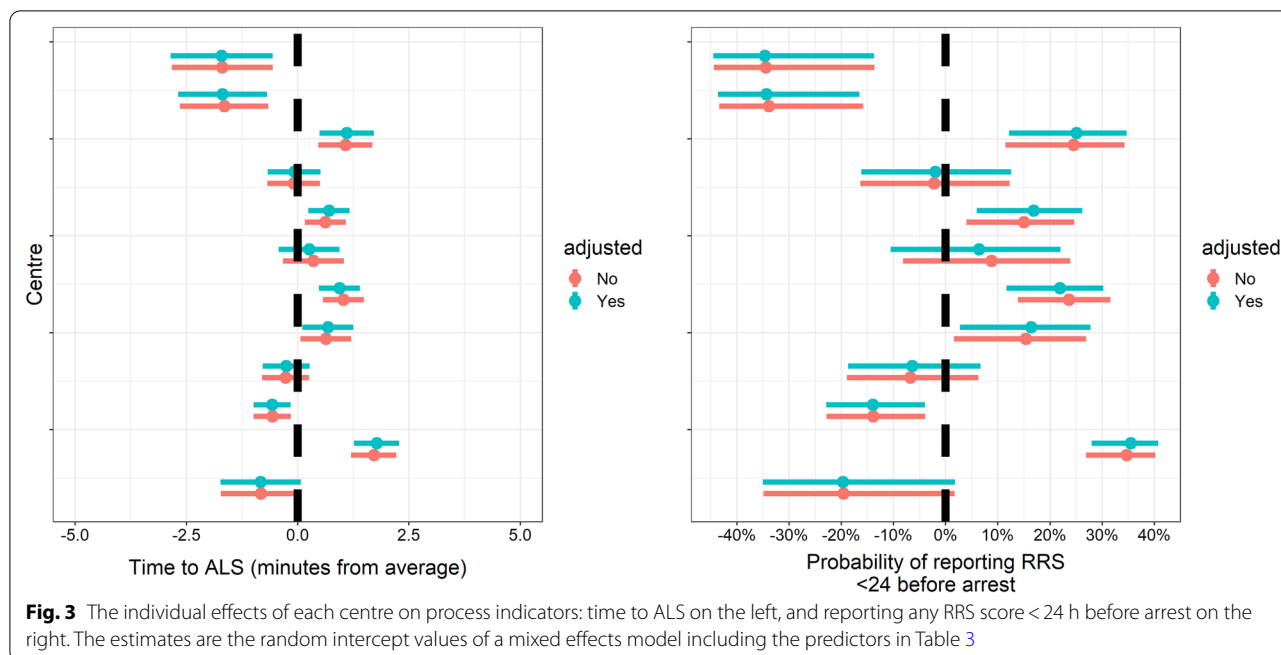 Centre
-5.0
-2.5
0.0
2.5
5.0
Time to ALS (minutes from average)
adjusted
No
Yes
-40%
-30%
-20%
-10%
0%
10%
20%
30%
40%
Probability of reporting RRS
<24 before arrest
adjusted
No
Yes
Fig. 3 The individual effects of each centre on process indicators: time to ALS on the left, and reporting any RRS score < 24 h before arrest on the
right. The estimates are the random intercept values of a mixed effects model including the predictors in Table 3